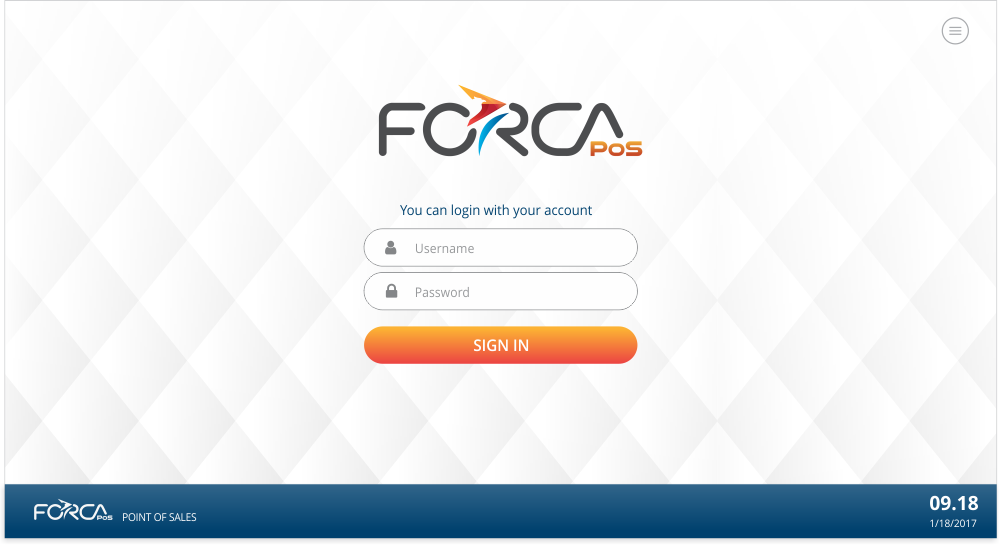 FORCA
PoS
You can login with your account
Username
Password
SIGN IN
FORCA PoS POINT OF SALES
09.18
1/18/2017